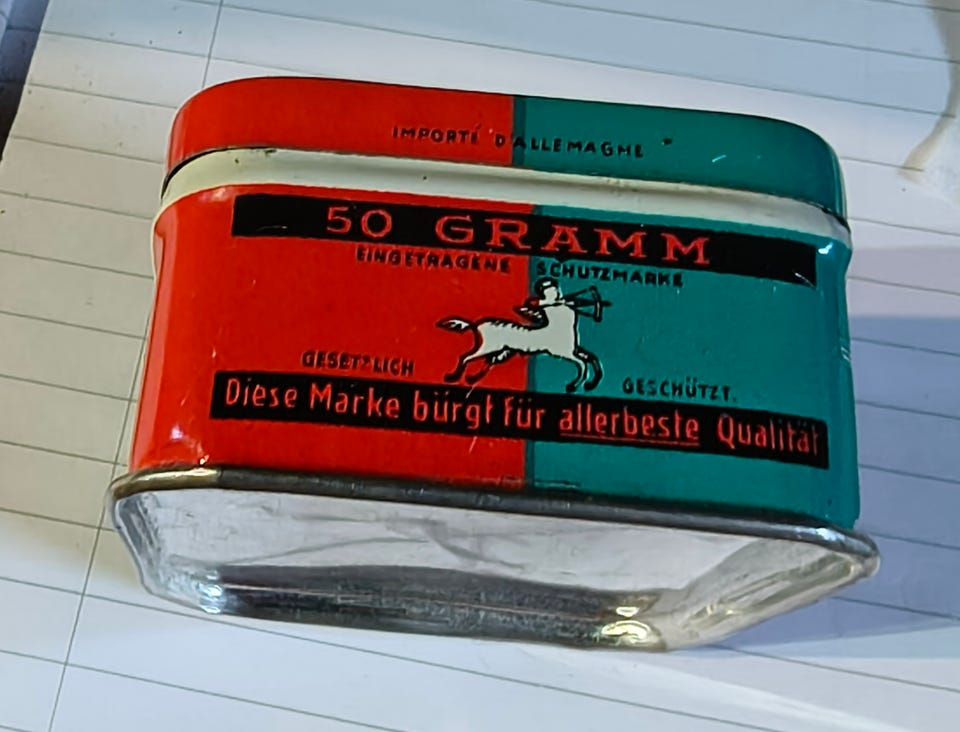 IMPORTÉ D'ALLEMAGNE
50 GRAMM
EINGETRAGENE SCHUTZMARKE
GESETZLICH GESCHÜTZT.
Diese Marke bürgt für allerbeste Qualität